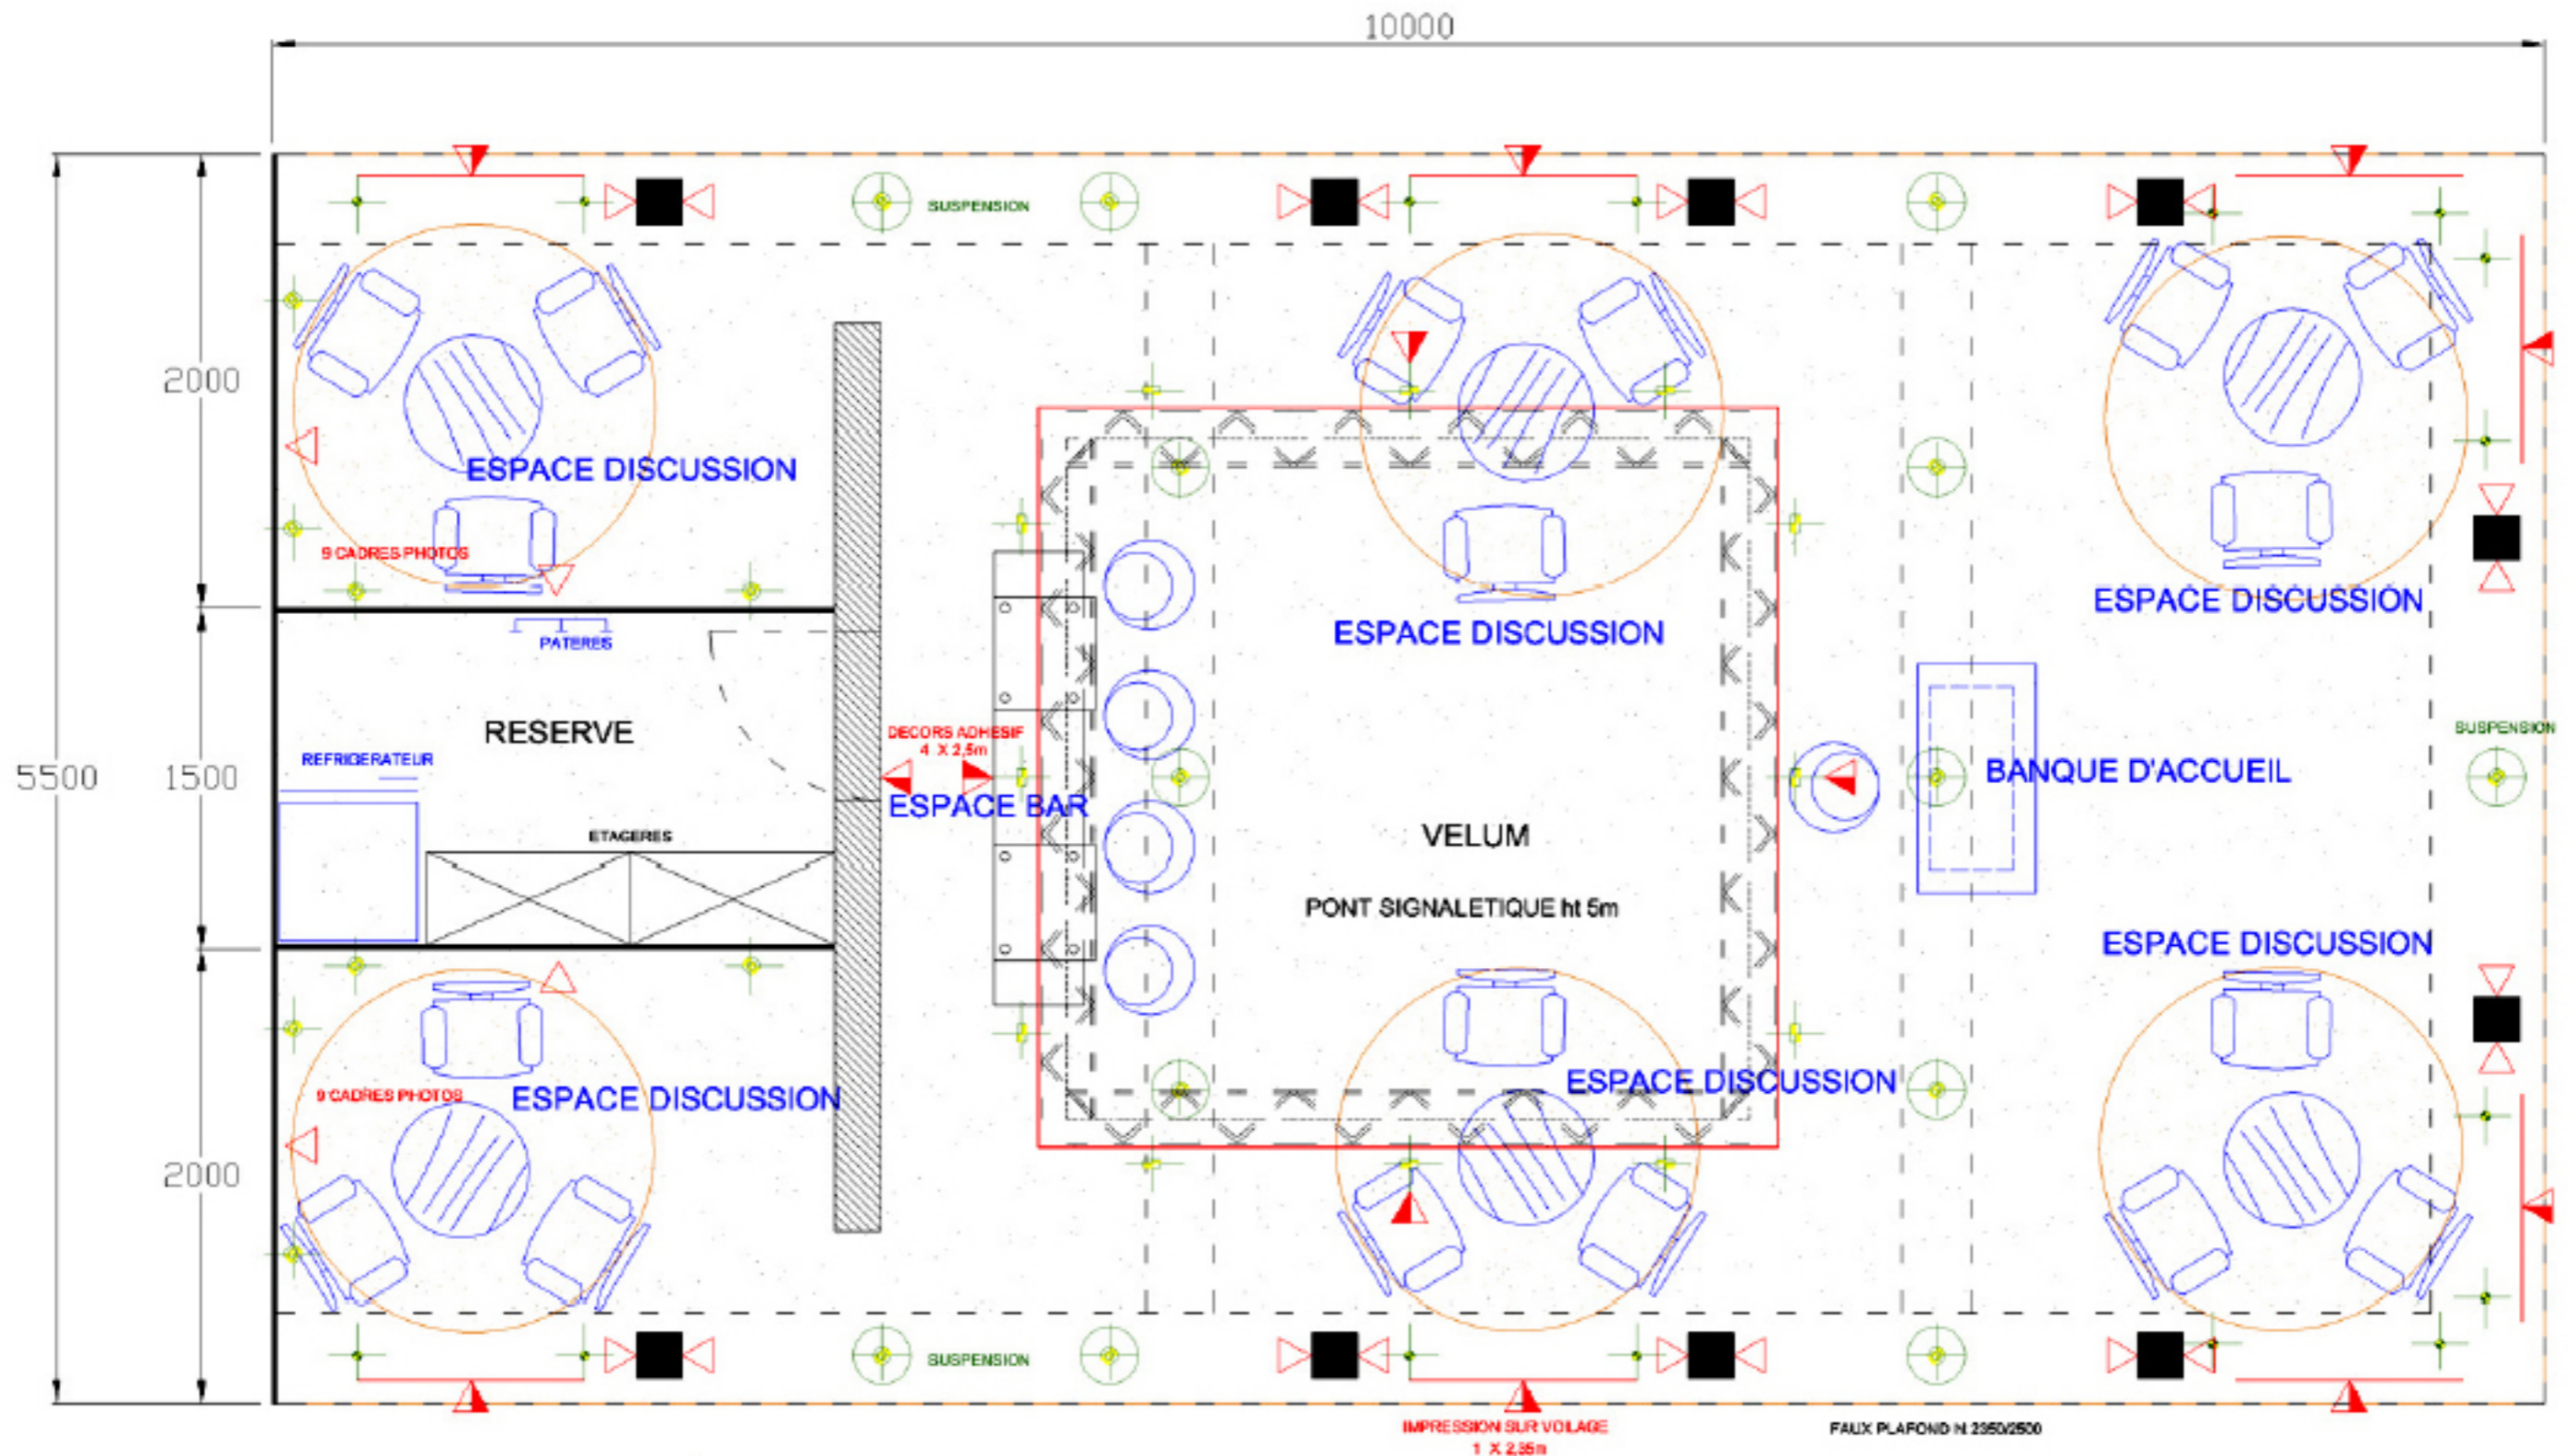 10000
SUSPENSION
2000
ESPACE DISCUSSION
9 CADRES PHOTOS
ESPACE DISCUSSION
ESPACE DISCUSSION
PATERES
RESERVE
REFRIGERATEUR
DECORS ADHESIF
4 X 2,5m
SUSPENSION
5500
1500
ESPACE BAR
BANQUE D'ACCUEIL
ETAGERES
VELUM
PONT SIGNALETIQUE ht 5m
ESPACE DISCUSSION
ESPACE DISCUSSION
9 CADRES PHOTOS
ESPACE DISCUSSION
2000
SUSPENSION
IMPRESSION SUR VOILAGE
1 X 2,35m
FAUX PLAFOND H: 2350/2500